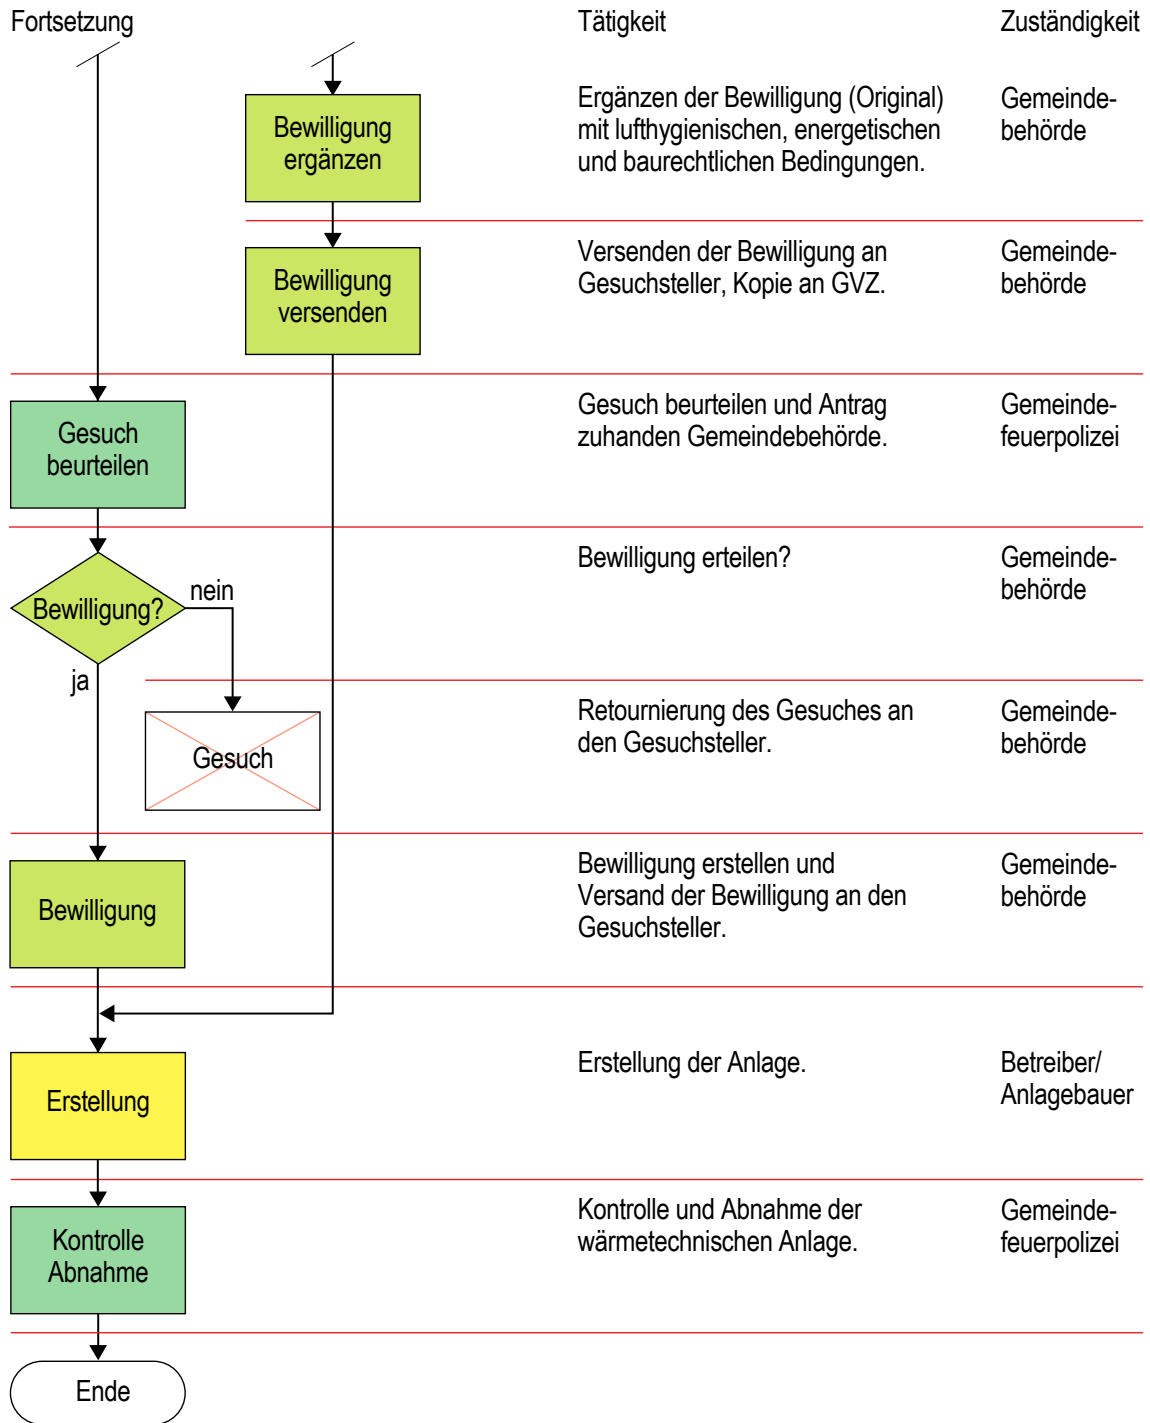 Fortsetzung
Tätigkeit
Zuständigkeit
Bewilligung
ergänzen
Ergänzen der Bewilligung (Original)
mit lufthygienischen, energetischen
und baurechtlichen Bedingungen.
Gemeinde-
behörde
Bewilligung
versenden
Versenden der Bewilligung an
Gesuchsteller, Kopie an GVZ.
Gemeinde-
behörde
Gesuch
beurteilen
Gesuch beurteilen und Antrag
zuhanden Gemeindebehörde.
Gemeinde-
feuerpolizei
Bewilligung?
nein
ja
Bewilligung erteilen?
Gemeinde-
behörde
Gesuch
Retournierung des Gesuches an
den Gesuchsteller.
Gemeinde-
behörde
Bewilligung
Bewilligung erstellen und
Versand der Bewilligung an den
Gesuchsteller.
Gemeinde-
behörde
Erstellung
Erstellung der Anlage.
Betreiber/
Anlagebauer
Kontrolle
Abnahme
Kontrolle und Abnahme der
wärmetechnischen Anlage.
Gemeinde-
feuerpolizei
Ende